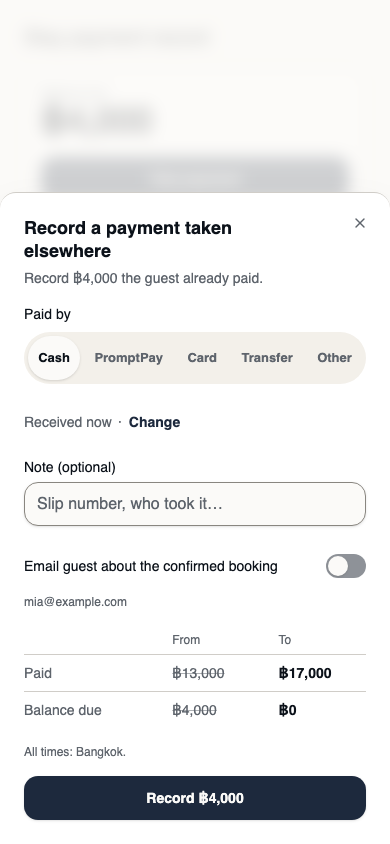 ฿4,000
Record a payment taken
elsewhere
Record ฿4,000 the guest already paid.
Paid by
Cash PromptPay Card Transfer Other
Received now · Change
Note (optional)
Slip number, who took it…
Email guest about the confirmed booking
mia@example.com
From To
Paid ฿13,000 ฿17,000
Balance due ฿4,000 ฿0
All times: Bangkok.
Record ฿4,000